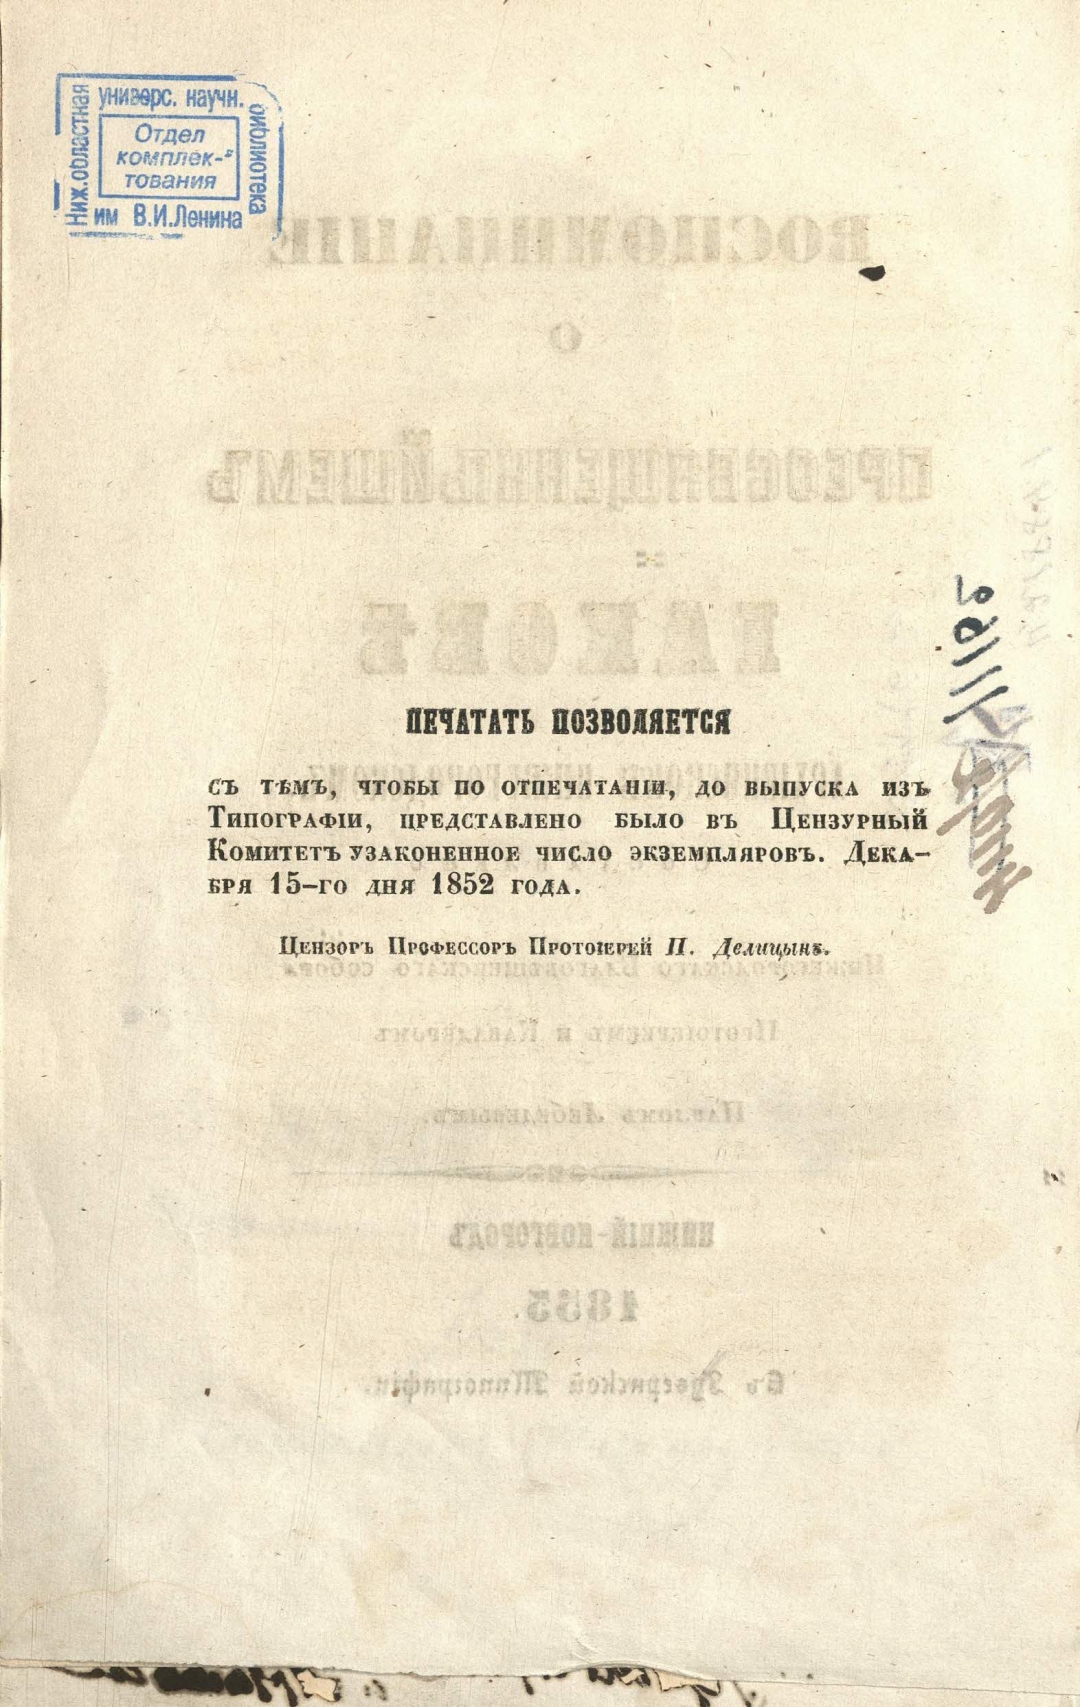 универс. научн.
Ниж.областная
Отдел
комплек-
тования
библиотека
им В.И.Ленина
ПЕЧАТАТЬ ПОЗВОЛЯЕТСЯ
съ тѣмъ, чтобы по отпечатаніи, до выпуска изъ
Типографіи, представлено было въ Цензурный
Комитетъ узаконенное число экземпляровъ. Дека-
бря 15-го дня 1852 года.
Цензоръ Профессоръ Протоіерей П. Делицынъ.